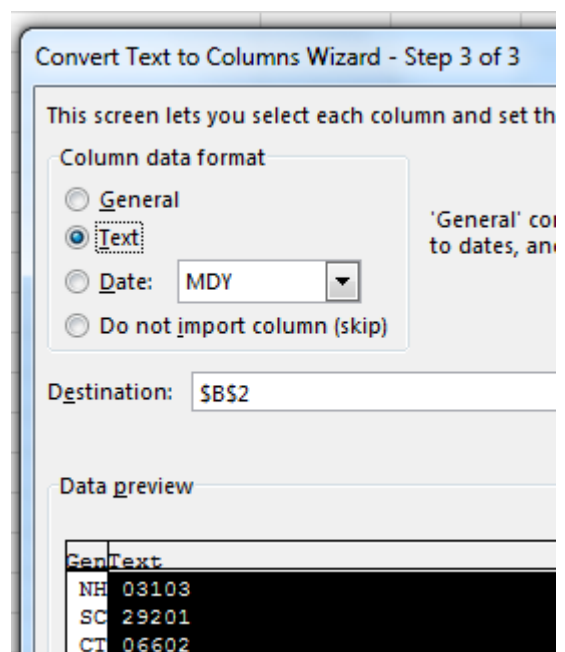 Convert Text to Columns Wizard - Step 3 of 3
This screen lets you select each column and set th
Column data format
General
Text
Date: MDY
Do not import column (skip)
'General' co
to dates, an
Destination: $B$2
Data preview
Gen Text
NH 03103
SC 29201
CT 06602